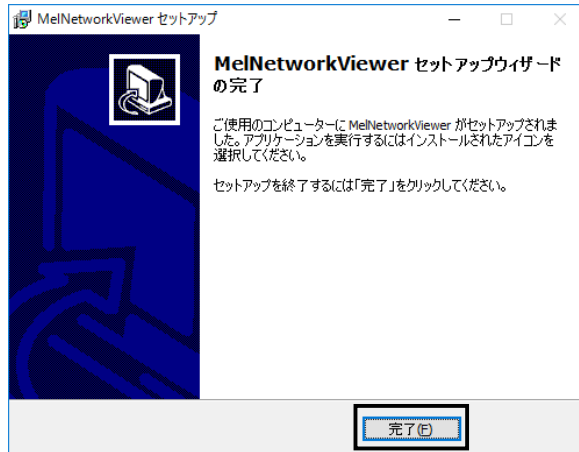 MelNetworkViewer セットアップ
MelNetworkViewer セットアップウィザード
の完了
ご使用のコンピューターに MelNetworkViewer がセットアップされま
した。アプリケーションを実行するにはインストールされたアイコンを
選択してください。
セットアップを終了するには「完了」をクリックしてください。
完了(F)